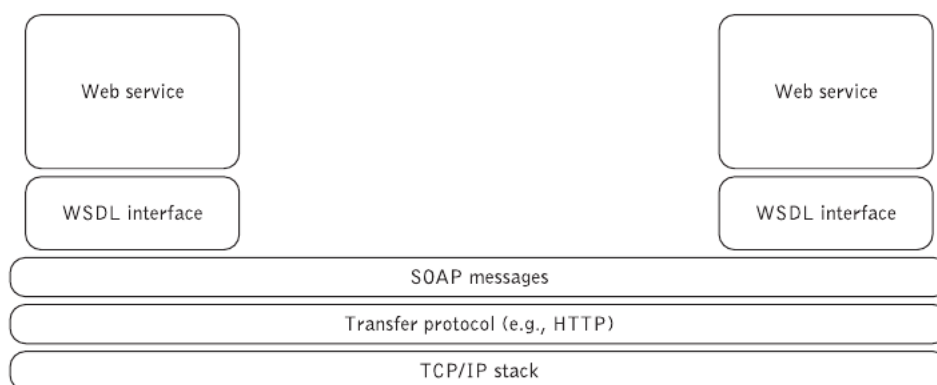 Web service
Web service
WSDL interface
WSDL interface
SOAP messages
Transfer protocol (e.g., HTTP)
TCP/IP stack